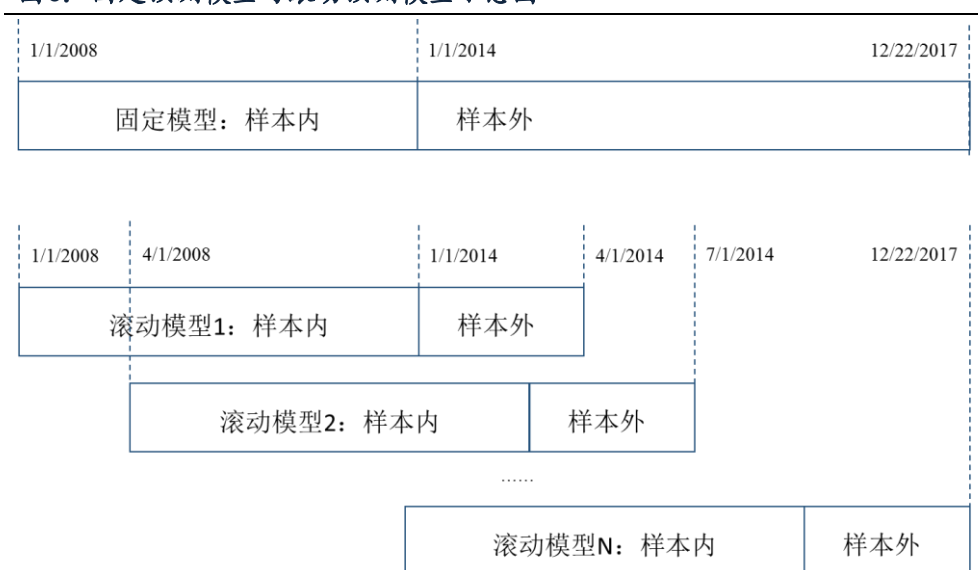 1/1/2008 1/1/2014 12/22/2017
固定模型：样本内 样本外
1/1/2008 4/1/2008 1/1/2014 4/1/2014 7/1/2014 12/22/2017
滚动模型1：样本内 样本外
滚动模型2：样本内 样本外
......
滚动模型N：样本内 样本外